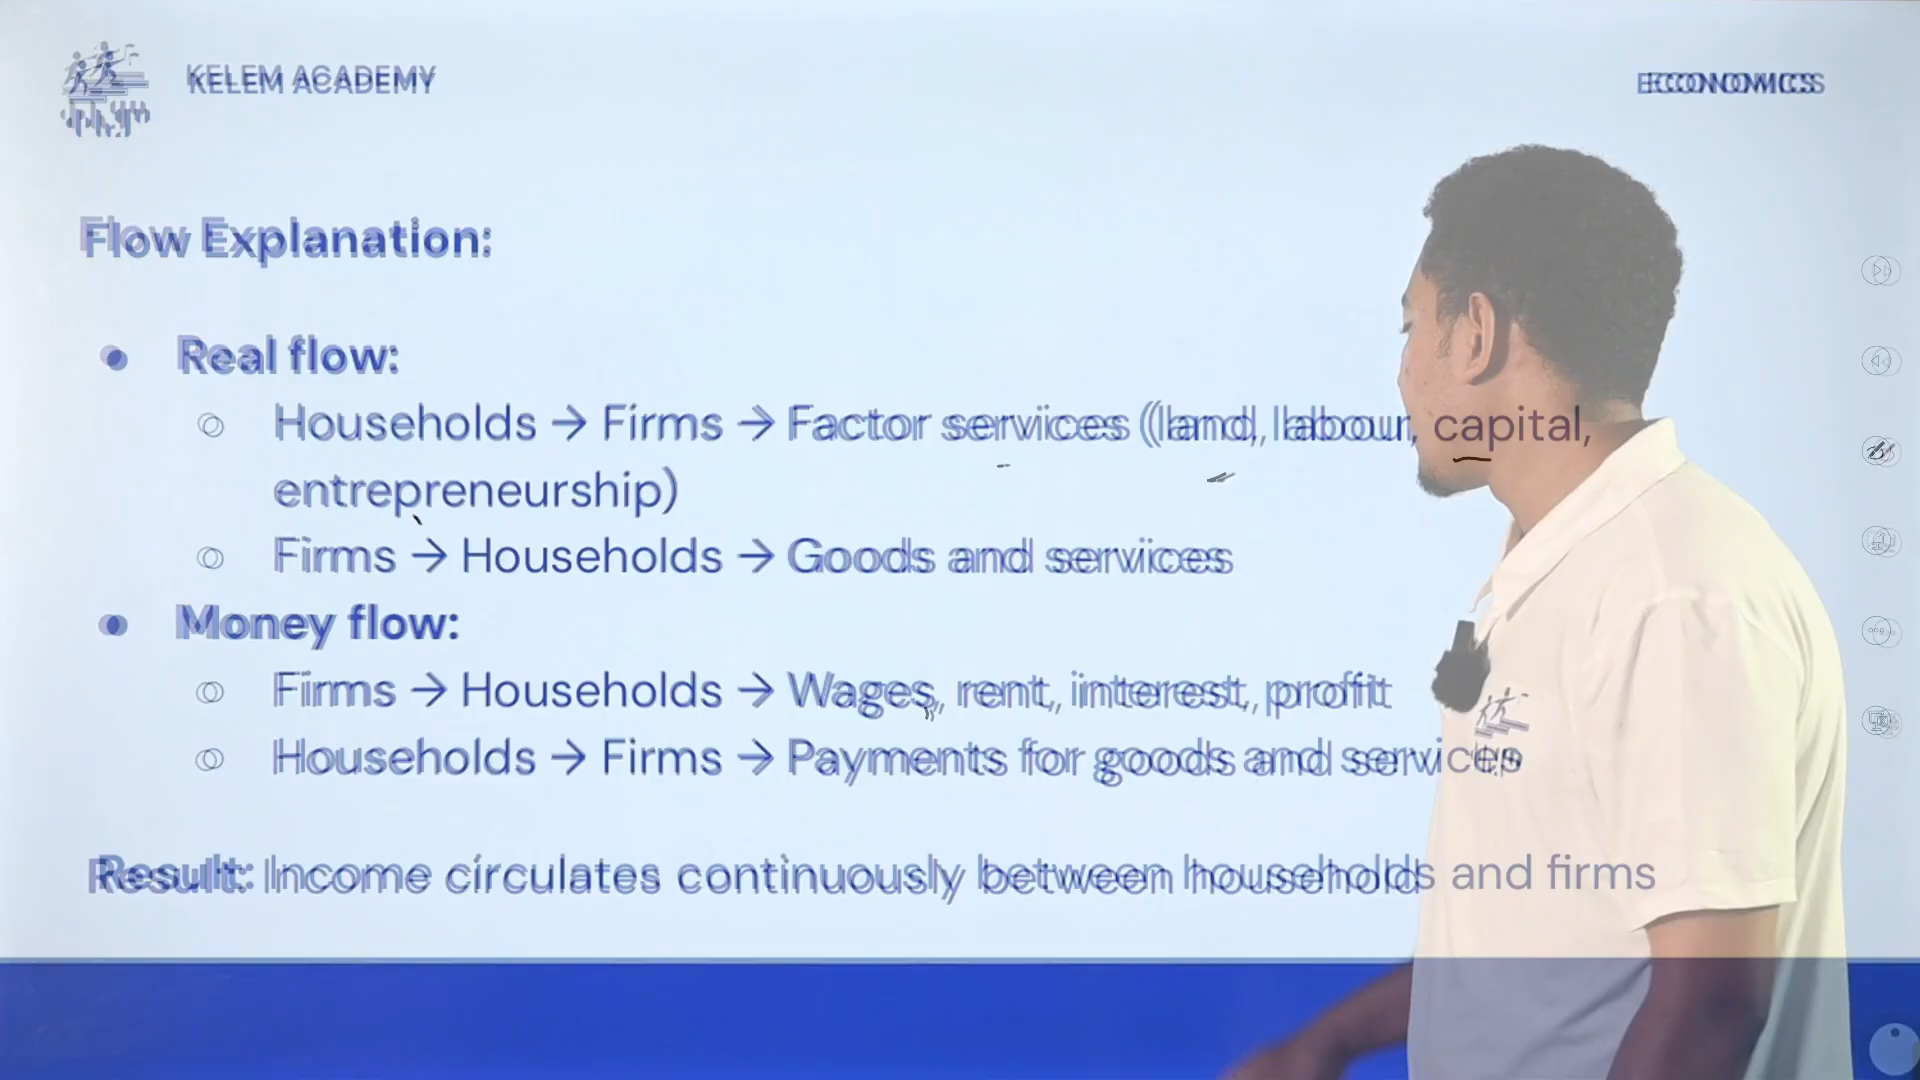 KELEM ACADEMY
ECONOMICS
Flow Explanation:
Real flow:
Households → Firms → Factor services (land, labour, capital,
entrepreneurship)
Firms → Households → Goods and services
Money flow:
Firms → Households → Wages, rent, interest, profit
Households → Firms → Payments for goods and services
Result: Income circulates continuously between households and firms